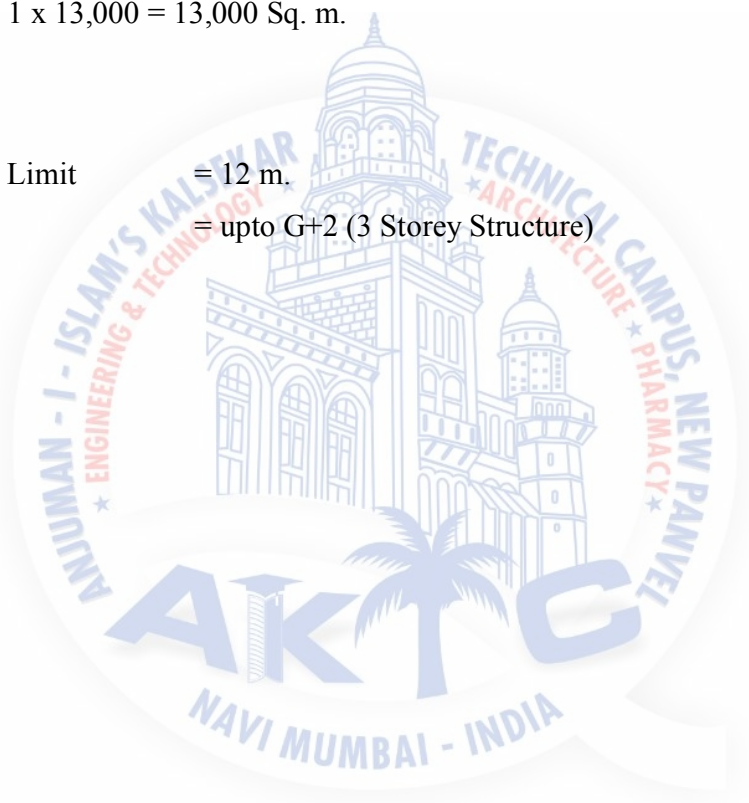 1 x 13,000 = 13,000 Sq. m.
Limit = 12 m.
= upto G+2 (3 Storey Structure)
ANJUMAN - I - ISLAM'S KALSEKAR TECHNICAL CAMPUS, NEW PANVEL
★ ENGINEERING & TECHNOLOGY ★ ★ ARCHITECTURE ★ PHARMACY ★
AKTC
NAVI MUMBAI - INDIA